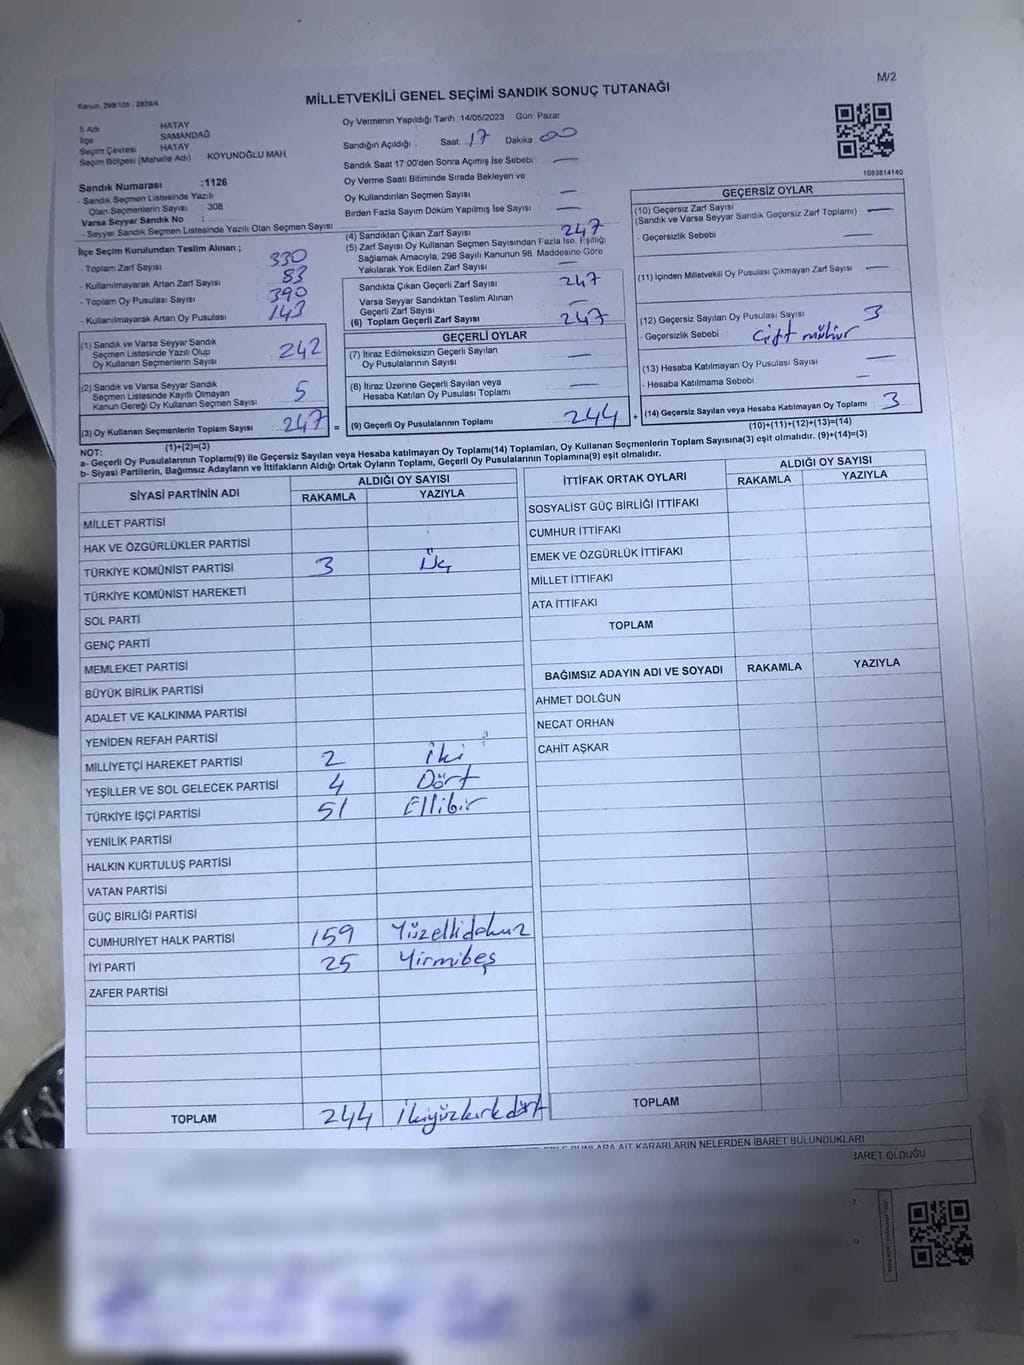 M/2
Kanun: 298/105 : 2839/4
MİLLETVEKİLİ GENEL SEÇİMİ SANDIK SONUÇ TUTANAĞI
İl Adı HATAY
İlçe SAMANDAĞ
Seçim Çevresi HATAY
Seçim Bölgesi (Mahalle Adı) KOYUNOĞLU MAH
Sandık Numarası :1126
- Sandık Seçmen Listesinde Yazılı
Olan Seçmenlerin Sayısı : 308
Varsa Seyyar Sandık No :
- Seyyar Sandık Seçmen Listesinde Yazılı Olan Seçmen Sayısı
İlçe Seçim Kurulundan Teslim Alınan ;
- Toplam Zarf Sayısı 330
- Kullanılmayarak Artan Zarf Sayısı 83
- Toplam Oy Pusulası Sayısı 390
- Kullanılmayarak Artan Oy Pusulası 143
(1) Sandık ve Varsa Seyyar Sandık
Seçmen Listesinde Yazılı Olup
Oy Kullanan Seçmenlerin Sayısı 242
(2) Sandık ve Varsa Seyyar Sandık
Seçmen Listesinde Kayıtlı Olmayan
Kanun Gereği Oy Kullanan Seçmen Sayısı 5
(3) Oy Kullanan Seçmenlerin Toplam Sayısı 247 =
(1)+(2)=(3)
Oy Vermenin Yapıldığı Tarih :14/05/2023 Gün: Pazar
Sandığın Açıldığı : Saat 17 Dakika 00
Sandık Saat 17:00'den Sonra Açımış İse Sebebi : —
Oy Verme Saati Bitiminde Sırada Bekleyen ve
Oy Kullandırılan Seçmen Sayısı —
Birden Fazla Sayım Döküm Yapılmış İse Sayısı —
(4) Sandıktan Çıkan Zarf Sayısı 247
(5) Zarf Sayısı Oy Kullanan Seçmen Sayısından Fazla İse, Eşitliği
Sağlamak Amacıyla, 298 Sayılı Kanunun 98. Maddesine Göre
Yakılarak Yok Edilen Zarf Sayısı —
Sandıkta Çıkan Geçerli Zarf Sayısı 247
Varsa Seyyar Sandıktan Teslim Alınan
Geçerli Zarf Sayısı —
(6) Toplam Geçerli Zarf Sayısı 247
GEÇERLİ OYLAR
(7) İtiraz Edilmeksizin Geçerli Sayılan
Oy Pusulalarının Sayısı —
(8) İtiraz Üzerine Geçerli Sayılan veya
Hesaba Katılan Oy Pusulası Toplamı —
(9) Geçerli Oy Pusulalarının Toplamı 244 +
1083814140
GEÇERSİZ OYLAR
(10) Geçersiz Zarf Sayısı
(Sandık ve Varsa Seyyar Sandık Geçersiz Zarf Toplamı) —
- Geçersizlik Sebebi —
(11) İçinden Milletvekili Oy Pusulası Çıkmayan Zarf Sayısı —
(12) Geçersiz Sayılan Oy Pusulası Sayısı 3
- Geçersizlik Sebebi : Çift mühür
(13) Hesaba Katılmayan Oy Pusulası Sayısı —
- Hesaba Katılmama Sebebi —
(14) Geçersiz Sayılan veya Hesaba Katılmayan Oy Toplamı 3
(10)+(11)+(12)+(13)=(14)
NOT:
a- Geçerli Oy Pusulalarının Toplamı(9) ile Geçersiz Sayılan veya Hesaba katılmayan Oy Toplamı(14) Toplamları, Oy Kullanan Seçmenlerin Toplam Sayısına(3) eşit olmalıdır. (9)+(14)=(3)
b- Siyasi Partilerin, Bağımsız Adayların ve İttifakların Aldığı Ortak Oyların Toplamı, Geçerli Oy Pusulalarının Toplamına(9) eşit olmalıdır.
SİYASİ PARTİNİN ADI ALDIĞI OY SAYISI
RAKAMLA YAZIYLA
MİLLET PARTİSİ
HAK VE ÖZGÜRLÜKLER PARTİSİ
TÜRKİYE KOMÜNİST PARTİSİ 3 Üç
TÜRKİYE KOMÜNİST HAREKETİ
SOL PARTİ
GENÇ PARTİ
MEMLEKET PARTİSİ
BÜYÜK BİRLİK PARTİSİ
ADALET VE KALKINMA PARTİSİ
YENİDEN REFAH PARTİSİ
MİLLİYETÇİ HAREKET PARTİSİ 2 İki
YEŞİLLER VE SOL GELECEK PARTİSİ 4 Dört
TÜRKİYE İŞÇİ PARTİSİ 51 Ellibir
YENİLİK PARTİSİ
HALKIN KURTULUŞ PARTİSİ
VATAN PARTİSİ
GÜÇ BİRLİĞİ PARTİSİ
CUMHURİYET HALK PARTİSİ 159 Yüzellidokuz
İYİ PARTİ 25 Yirmibeş
ZAFER PARTİSİ
TOPLAM 244 İkiyüzkırkdört
İTTİFAK ORTAK OYLARI ALDIĞI OY SAYISI
RAKAMLA YAZIYLA
SOSYALİST GÜÇ BİRLİĞİ İTTİFAKI
CUMHUR İTTİFAKI
EMEK VE ÖZGÜRLÜK İTTİFAKI
MİLLET İTTİFAKI
ATA İTTİFAKI
TOPLAM
BAĞIMSIZ ADAYIN ADI VE SOYADI RAKAMLA YAZIYLA
AHMET DOLĞUN
NECAT ORHAN
CAHİT AŞKAR
TOPLAM
AİT KARARLARIN NELERDEN İBARET BULUNDUKLARI
BARET OLDUĞU